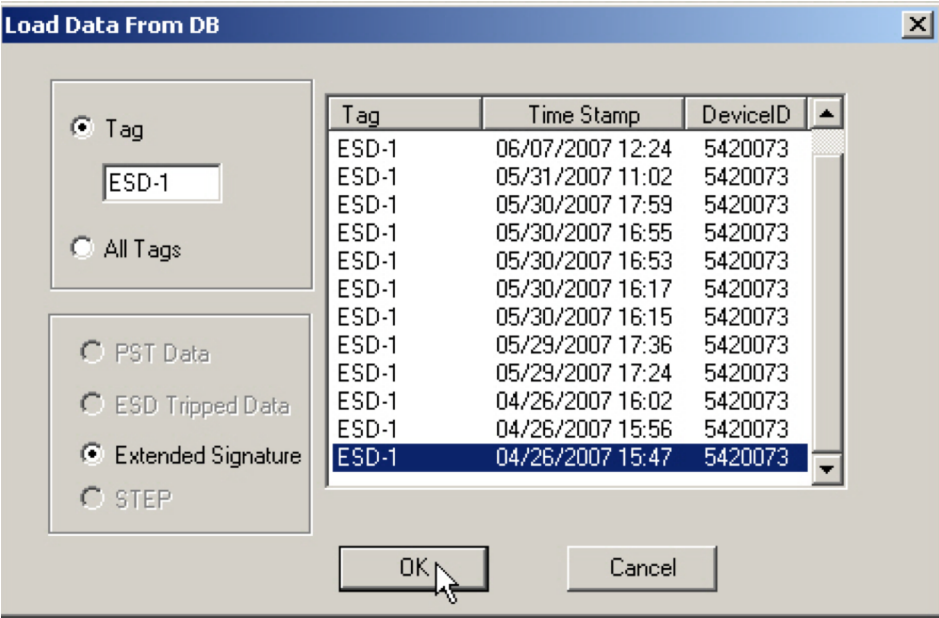 Load Data From DB
Tag
ESD-1
All Tags
PST Data
ESD Tripped Data
Extended Signature
STEP
Tag Time Stamp DeviceID
ESD-1 06/07/2007 12:24 5420073
ESD-1 05/31/2007 11:02 5420073
ESD-1 05/30/2007 17:59 5420073
ESD-1 05/30/2007 16:55 5420073
ESD-1 05/30/2007 16:53 5420073
ESD-1 05/30/2007 16:17 5420073
ESD-1 05/30/2007 16:15 5420073
ESD-1 05/29/2007 17:36 5420073
ESD-1 05/29/2007 17:24 5420073
ESD-1 04/26/2007 16:02 5420073
ESD-1 04/26/2007 15:56 5420073
ESD-1 04/26/2007 15:47 5420073
OK Cancel